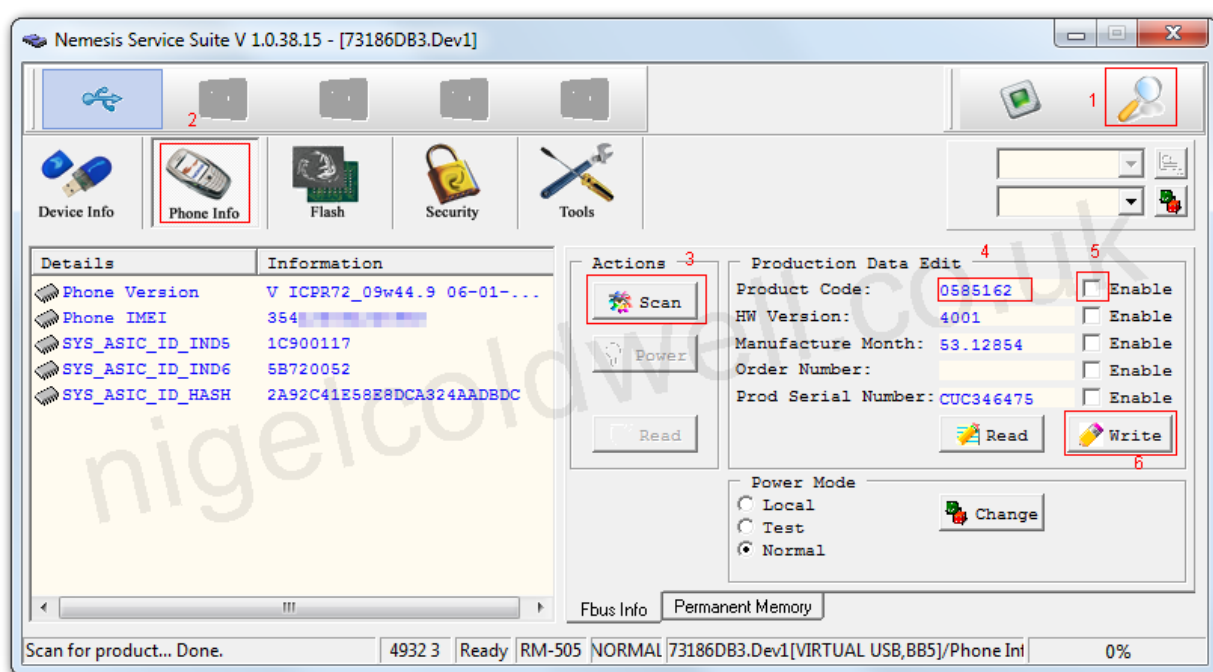 Nemesis Service Suite V 1.0.38.15 - [73186DB3.Dev1]
1
2
Device Info
Phone Info
Flash
Security
Tools
Details Information
Phone Version V ICPR72_09w44.9 06-01-...
Phone IMEI 354
SYS_ASIC_ID_IND5 1C900117
SYS_ASIC_ID_IND6 5B720052
SYS_ASIC_ID_HASH 2A92C41E58E8DCA324AADBDC
Actions 3
Scan
Power
Read
Production Data Edit 4 5
Product Code: 0585162 Enable
HW Version: 4001 Enable
Manufacture Month: 53.12854 Enable
Order Number: Enable
Prod Serial Number: CUC346475 Enable
Read Write
6
Power Mode
Local
Test
Normal
Change
Fbus Info Permanent Memory
Scan for product... Done. 4932 3 Ready RM-505 NORMAL 73186DB3.Dev1[VIRTUAL USB,BB5]/Phone Inf 0%
nigelcoldwell.co.uk